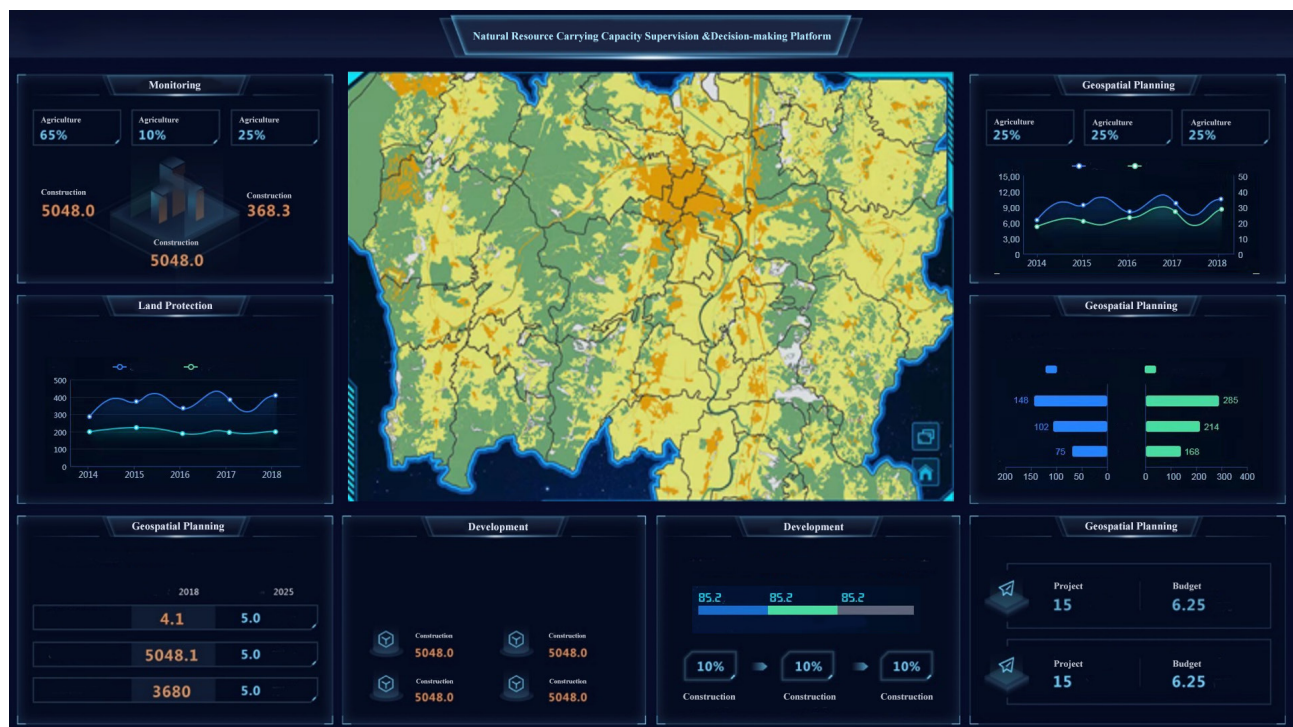 Natural Resource Carrying Capacity Supervision &Decision-making Platform
Monitoring
Agriculture Agriculture Agriculture
65% 10% 25%
Construction Construction
5048.0 368.3
Construction
5048.0
Land Protection
500
400
300
200
100
0
2014 2015 2016 2017 2018
Geospatial Planning
2018 2025
4.1 5.0
5048.1 5.0
3680 5.0
Development
Construction Construction
5048.0 5048.0
Construction Construction
5048.0 5048.0
Development
85.2 85.2 85.2
10% 10% 10%
Construction Construction Construction
Geospatial Planning
Agriculture Agriculture Agriculture
25% 25% 25%
15,00 50
12,00 40
9,00 30
6,00 20
3,00 10
0 0
2014 2015 2016 2017 2018
Geospatial Planning
148 285
102 214
75 168
200 150 100 50 0 0 100 200 300 400
Geospatial Planning
Project Budget
15 6.25
Project Budget
15 6.25